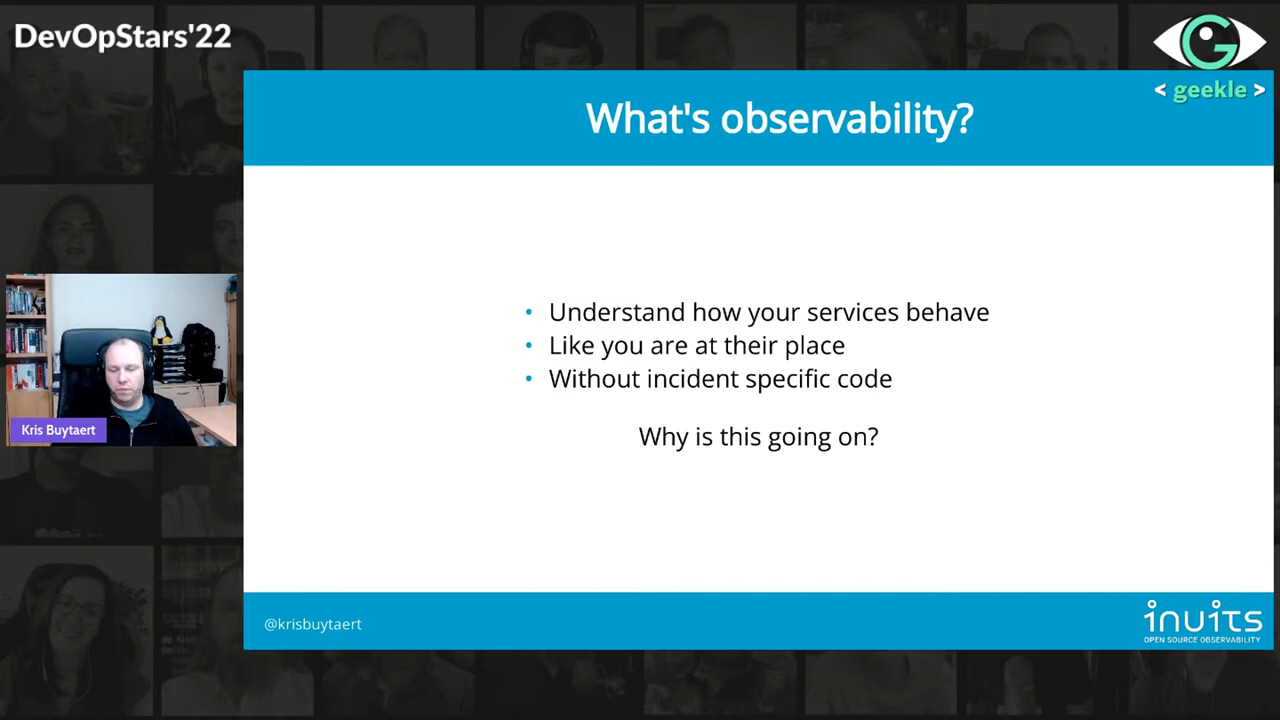 DevOpStars'22
< geekle >
What's observability?
• Understand how your services behave
• Like you are at their place
• Without incident specific code
Why is this going on?
Kris Buytaert
@krisbuytaert
inuits
OPEN SOURCE OBSERVABILITY